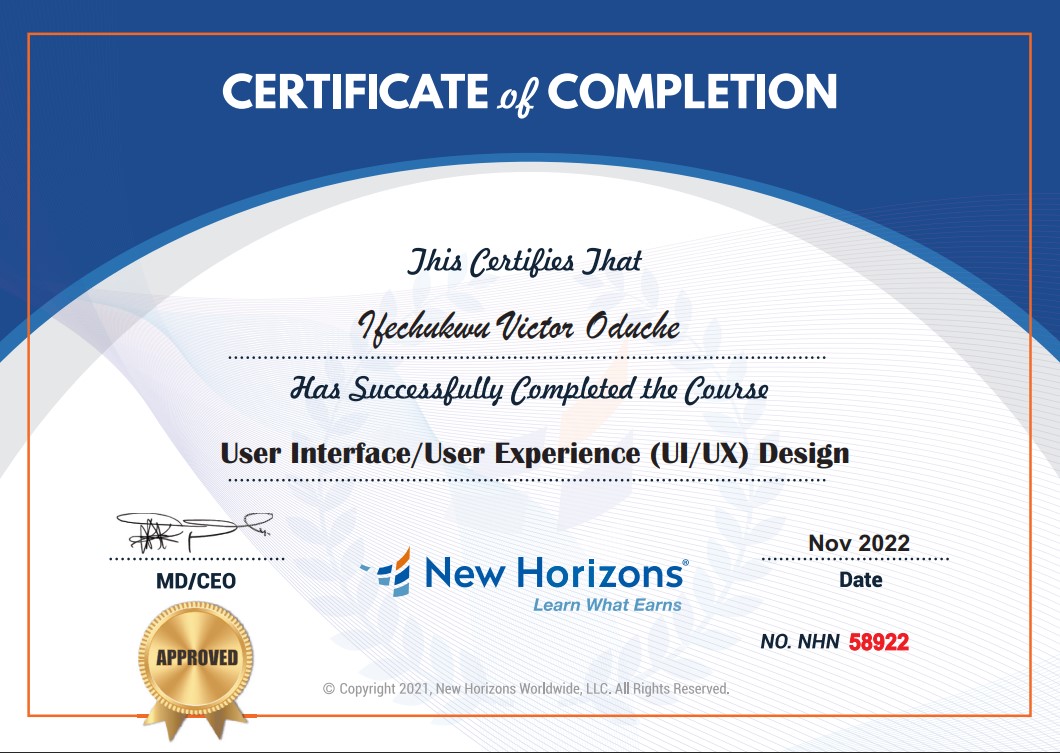 CERTIFICATE of COMPLETION
This Certifies That
Ifechukwu Victor Oduche
Has Successfully Completed the Course
User Interface/User Experience (UI/UX) Design
Nov 2022
MD/CEO
Date
New Horizons®
Learn What Earns
NO. NHN 58922
APPROVED
© Copyright 2021, New Horizons Worldwide, LLC. All Rights Reserved.